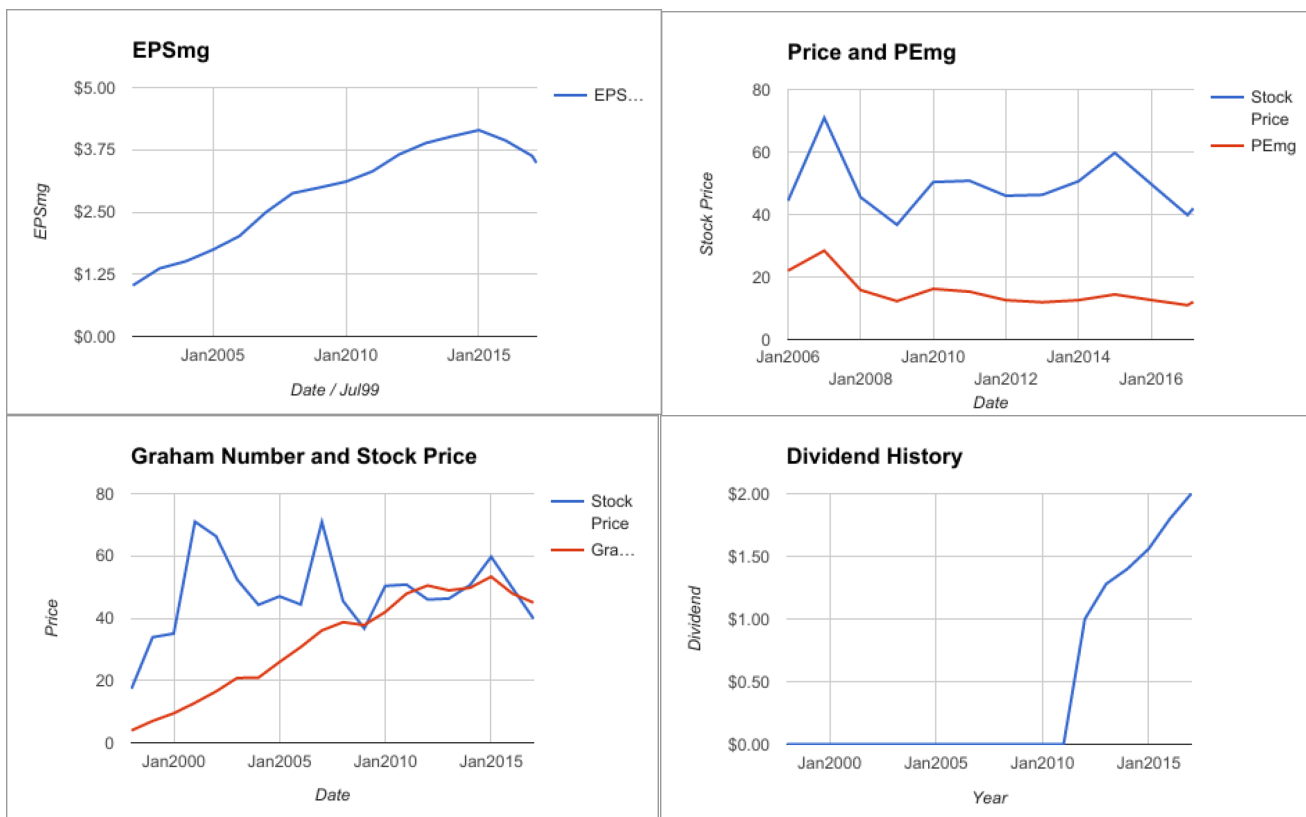 EPSmg
$5.00
$3.75
$2.50
$1.25
$0.00
EPSmg
EPS…
Jan2005
Jan2010
Jan2015
Date / Jul99
Price and PEmg
80
60
40
20
0
Stock Price
Stock
Price
PEmg
Jan2006
Jan2010
Jan2014
Jan2008
Jan2012
Jan2016
Date
Graham Number and Stock Price
80
60
40
20
0
Price
Stock
Price
Gra…
Jan2000
Jan2005
Jan2010
Jan2015
Date
Dividend History
$2.00
$1.50
$1.00
$0.50
$0.00
Dividend
Jan2000
Jan2005
Jan2010
Jan2015
Year